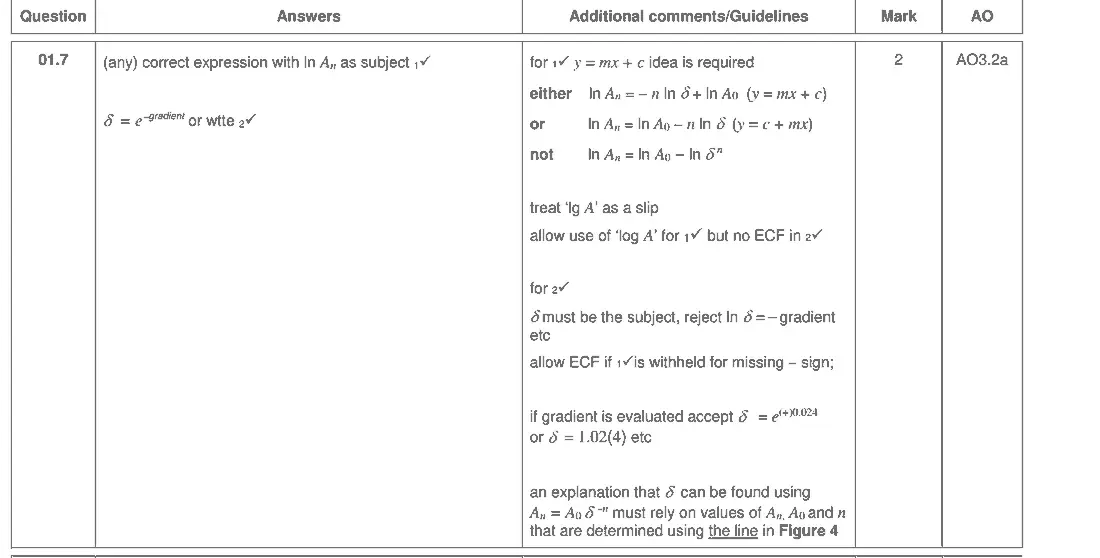 Question Answers Additional comments/Guidelines Mark AO
01.7 (any) correct expression with ln Aₙ as subject ₁✓ for ₁✓ y = mx + c idea is required 2 AO3.2a
either ln Aₙ = – n ln δ + ln A₀ (y = mx + c)
δ = e^–gradient or wtte ₂✓
or ln Aₙ = ln A₀ – n ln δ (y = c + mx)
not ln Aₙ = ln A₀ – ln δⁿ
treat ‘lg A’ as a slip
allow use of ‘log A’ for ₁✓ but no ECF in ₂✓
for ₂✓
δ must be the subject, reject ln δ = – gradient
etc
allow ECF if ₁✓ is withheld for missing – sign;
if gradient is evaluated accept δ = e^(+)0.024
or δ = 1.02(4) etc
an explanation that δ can be found using
Aₙ = A₀ δ⁻ⁿ must rely on values of Aₙ, A₀ and n
that are determined using the line in Figure 4